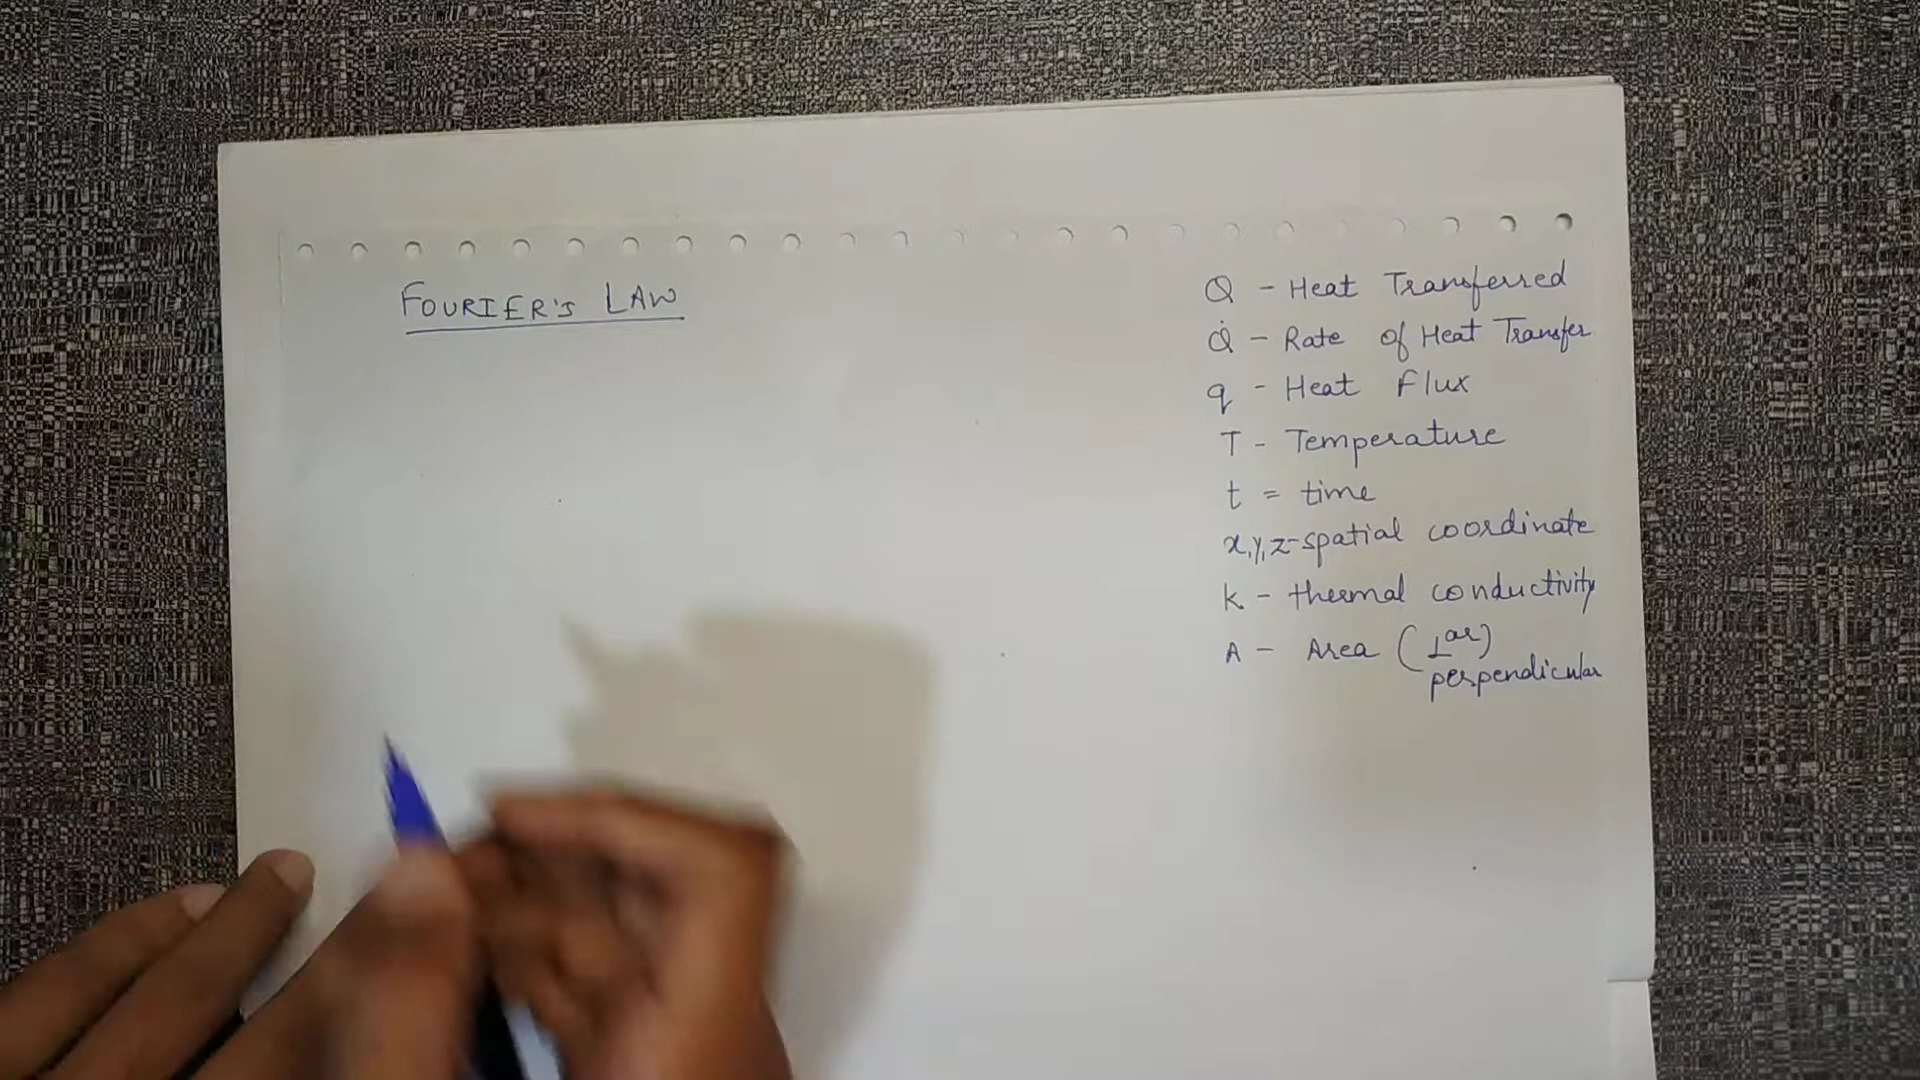 FOURIER'S LAW
Q - Heat Transferred
Q̇ - Rate of Heat Transfer
q - Heat Flux
T - Temperature
t = time
x,y,z-spatial coordinate
k - thermal conductivity
A - Area (⊥ar)
perpendicular